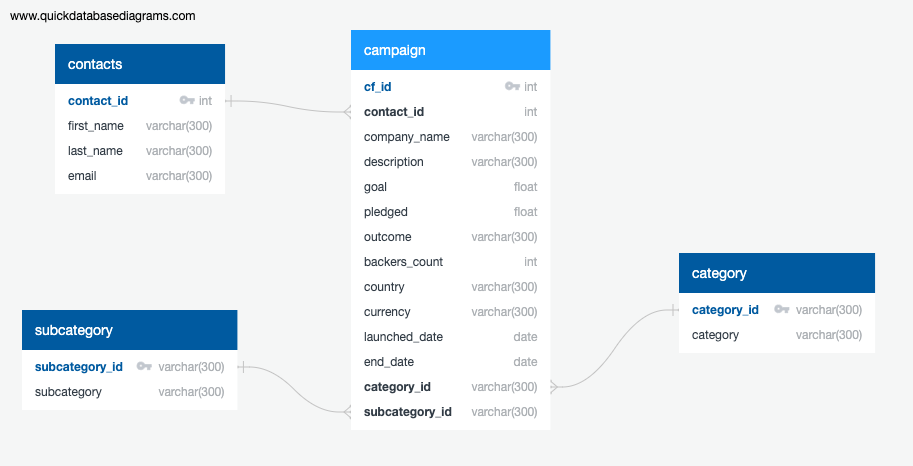 www.quickdatabasediagrams.com
contacts
contact_id int
first_name varchar(300)
last_name varchar(300)
email varchar(300)
campaign
cf_id int
contact_id int
company_name varchar(300)
description varchar(300)
goal float
pledged float
outcome varchar(300)
backers_count int
country varchar(300)
currency varchar(300)
launched_date date
end_date date
category_id varchar(300)
subcategory_id varchar(300)
subcategory
subcategory_id varchar(300)
subcategory varchar(300)
category
category_id varchar(300)
category varchar(300)